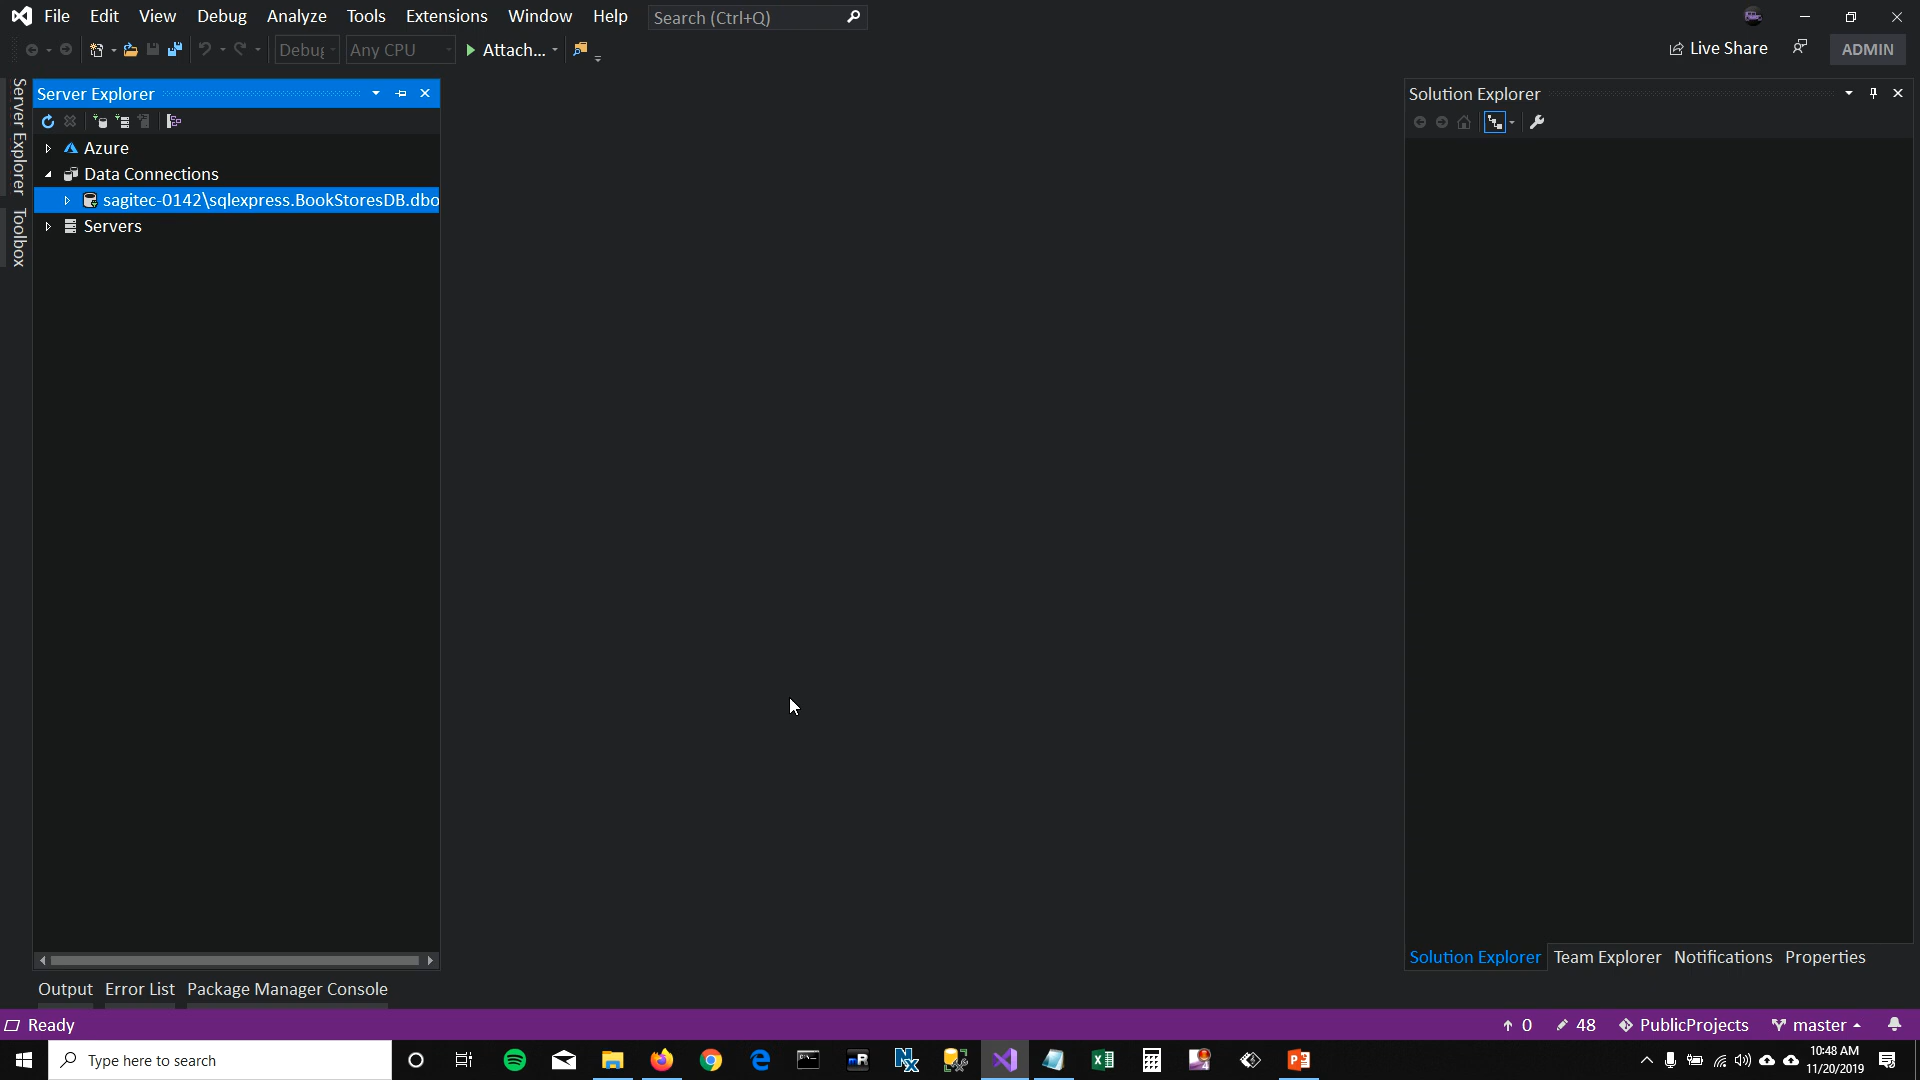 File Edit View Debug Analyze Tools Extensions Window Help Search (Ctrl+Q)
Debug Any CPU Attach... Live Share ADMIN
Server Explorer
Toolbox
Server Explorer
Azure
Data Connections
sagitec-0142\sqlexpress.BookStoresDB.dbo
Servers
Solution Explorer
Solution Explorer Team Explorer Notifications Properties
Output Error List Package Manager Console
Ready 0 48 PublicProjects master
Type here to search
10:48 AM
11/20/2019